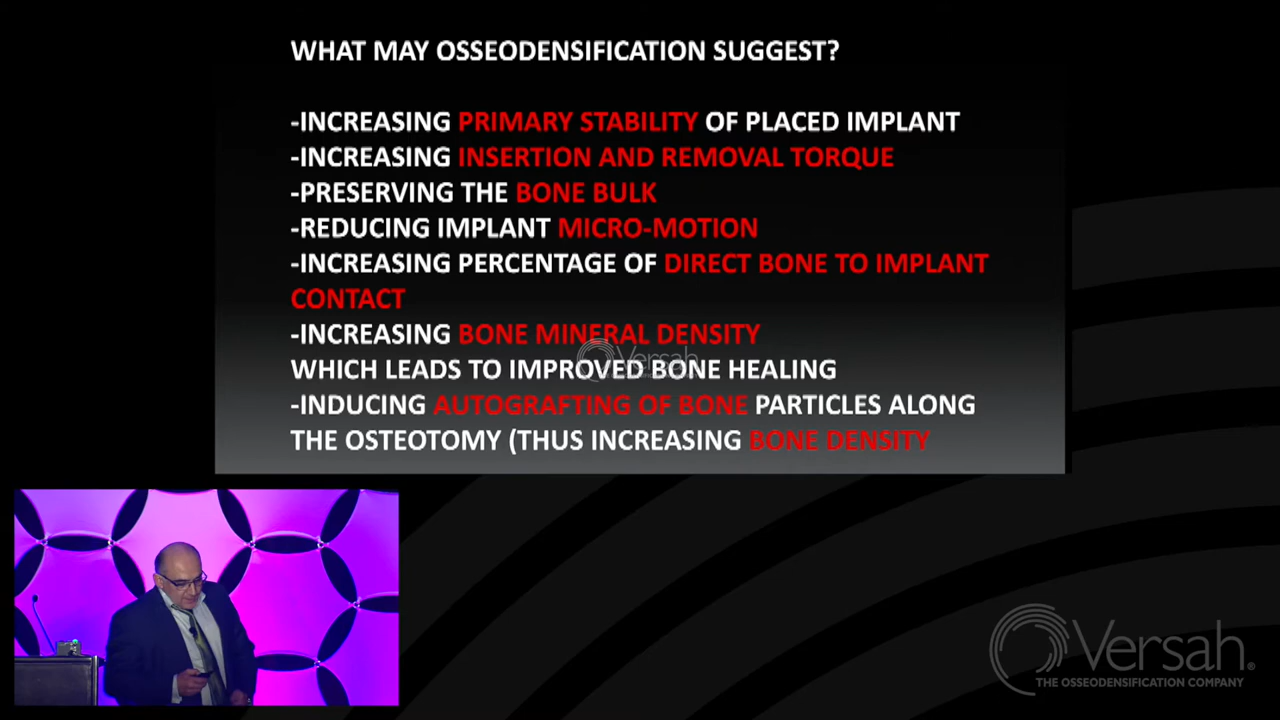 WHAT MAY OSSEODENSIFICATION SUGGEST?
-INCREASING PRIMARY STABILITY OF PLACED IMPLANT
-INCREASING INSERTION AND REMOVAL TORQUE
-PRESERVING THE BONE BULK
-REDUCING IMPLANT MICRO-MOTION
-INCREASING PERCENTAGE OF DIRECT BONE TO IMPLANT
CONTACT
-INCREASING BONE MINERAL DENSITY
Versah
WHICH LEADS TO IMPROVED BONE HEALING
-INDUCING AUTOGRAFTING OF BONE PARTICLES ALONG
THE OSTEOTOMY (THUS INCREASING BONE DENSITY
Versah®
THE OSSEODENSIFICATION COMPANY